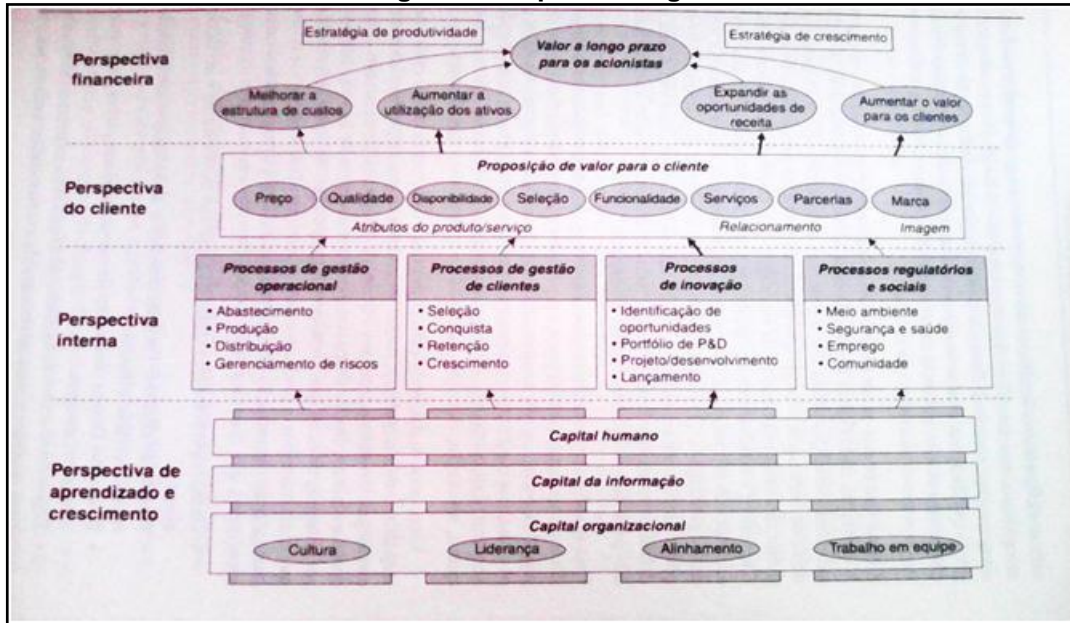 Estratégia de produtividade
Estratégia de crescimento
Perspectiva
financeira
Valor a longo prazo
para os acionistas
Melhorar a
estrutura de custos
Aumentar a
utilização dos ativos
Expandir as
oportunidades de
receita
Aumentar o valor
para os clientes
Perspectiva
do cliente
Proposição de valor para o cliente
Preço
Qualidade
Disponibilidade
Seleção
Funcionalidade
Serviços
Parcerias
Marca
Atributos do produto/serviço
Relacionamento
Imagem
Perspectiva
interna
Processos de gestão
operacional
• Abastecimento
• Produção
• Distribuição
• Gerenciamento de riscos
Processos de gestão
de clientes
• Seleção
• Conquista
• Retenção
• Crescimento
Processos
de inovação
• Identificação de
oportunidades
• Portfólio de P&D
• Projeto/desenvolvimento
• Lançamento
Processos regulatórios
e sociais
• Meio ambiente
• Segurança e saúde
• Emprego
• Comunidade
Perspectiva de
aprendizado e
crescimento
Capital humano
Capital da informação
Capital organizacional
Cultura
Liderança
Alinhamento
Trabalho em equipe